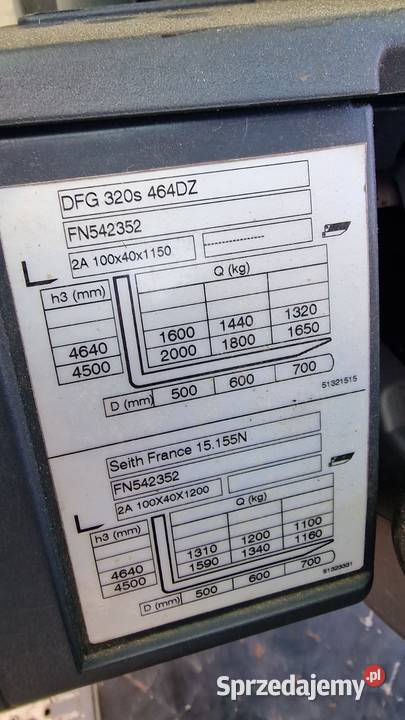 DFG 320s 464DZ
FN542352
2A 100x40x1150 --------------
h3 (mm) Q (kg)
4640 1600 1440 1320
4500 2000 1800 1650
D (mm) 500 600 700
51321515
Seith France 15.155N
FN542352
2A 100X40X1200
h3 (mm) Q (kg)
4640 1310 1200 1100
4500 1590 1340 1160
D (mm) 500 600 700
51323331
Sprzedajemy.pl